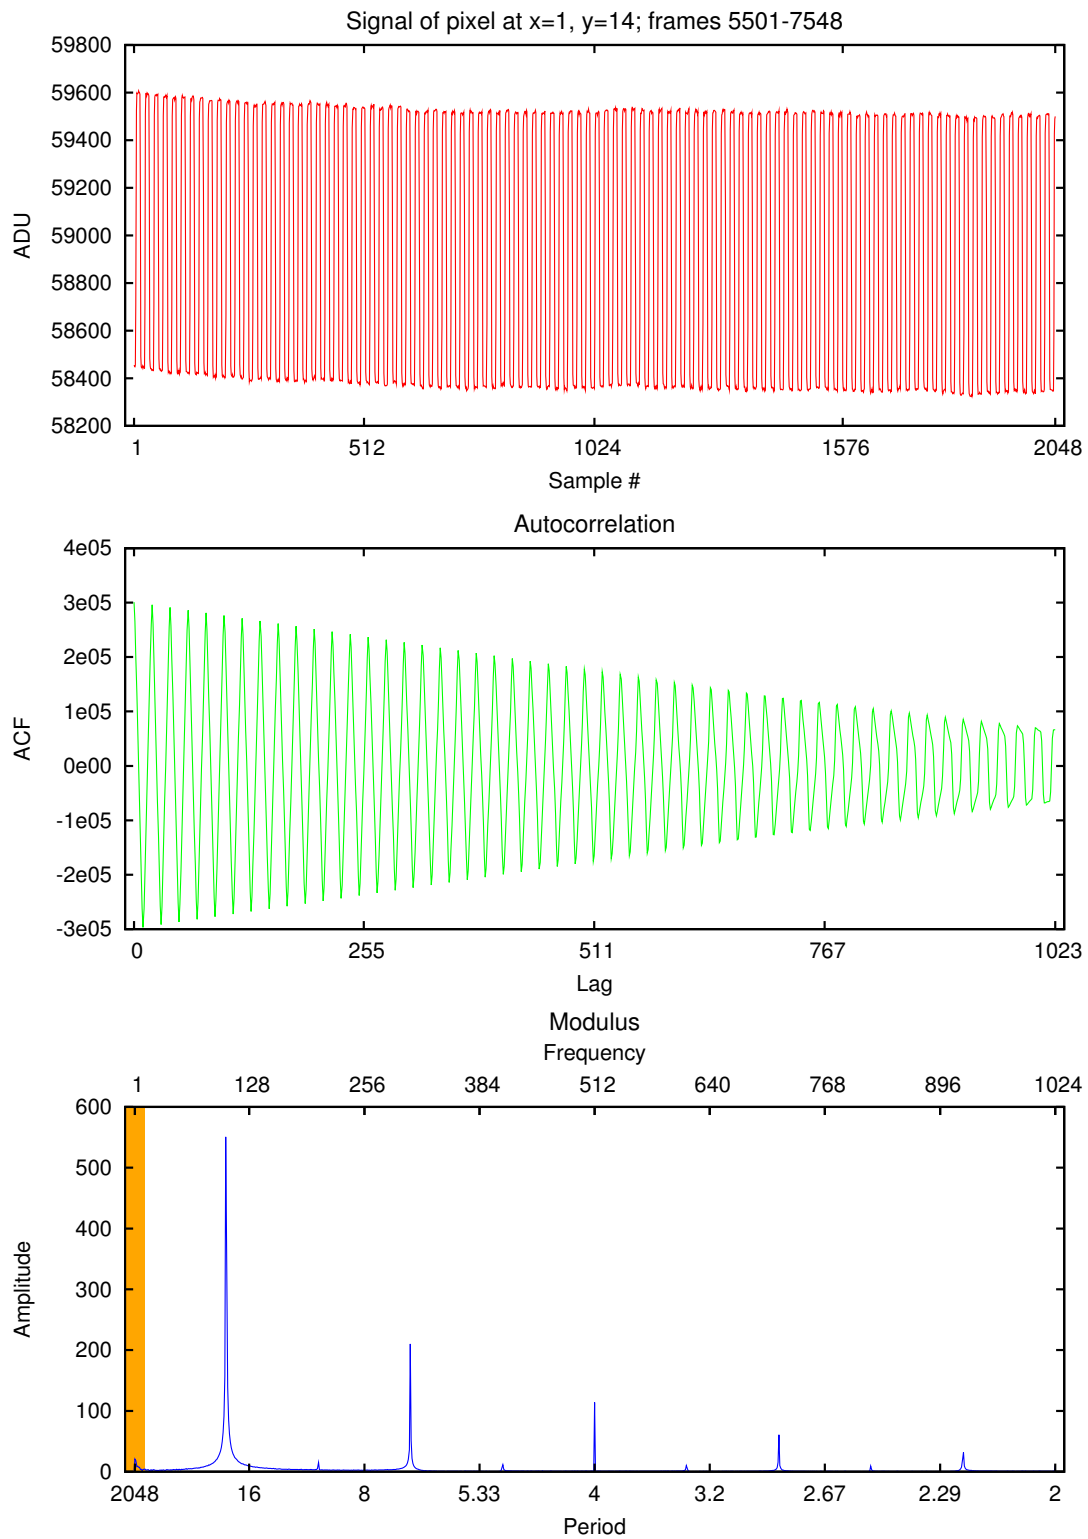 Signal of pixel at x=1, y=14; frames 5501-7548
59800
59600
59400
59200
59000
58800
58600
58400
58200
ADU
1 512 1024 1576 2048
Sample #
Autocorrelation
4e05
3e05
2e05
1e05
0e00
-1e05
-2e05
-3e05
ACF
0 255 511 767 1023
Lag
Modulus
Frequency
1 128 256 384 512 640 768 896 1024
600
500
400
300
200
100
0
Amplitude
2048 16 8 5.33 4 3.2 2.67 2.29 2
Period